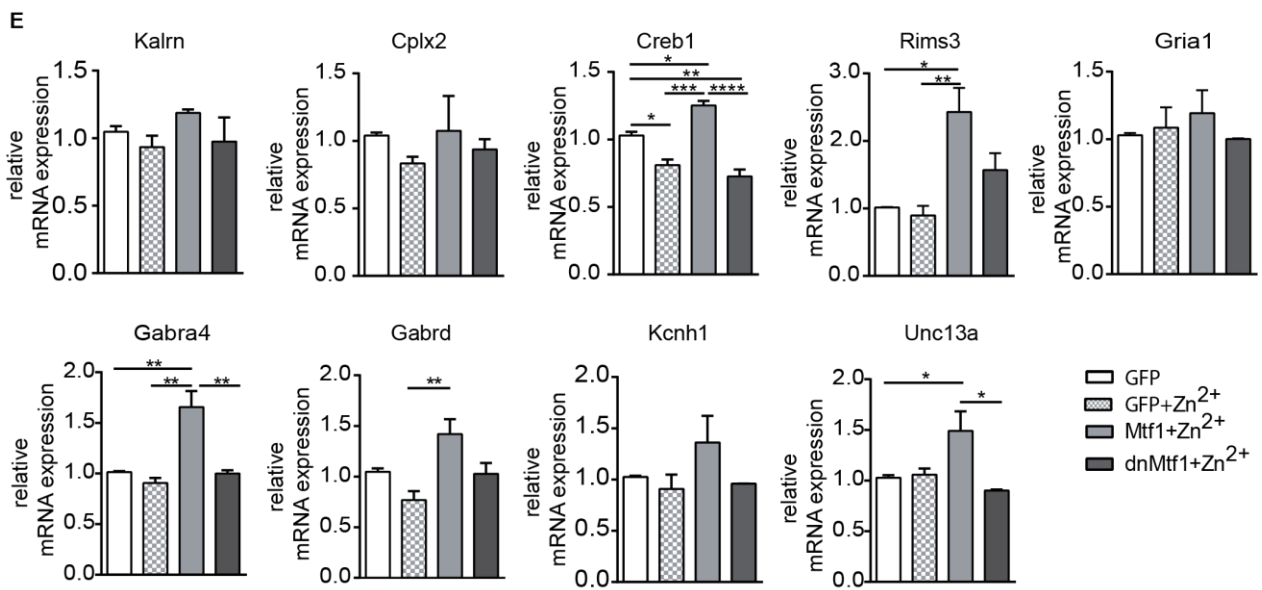 E
Kalrn
relative
mRNA expression
1.5
1.0
0.5
0.0
Cplx2
relative
mRNA expression
1.5
1.0
0.5
0.0
Creb1
relative
mRNA expression
1.5
1.0
0.5
0.0
*
**
*** ****
*
Rims3
relative
mRNA expression
3.0
2.0
1.0
0.0
*
**
Gria1
relative
mRNA expression
1.5
1.0
0.5
0.0
Gabra4
relative
mRNA expression
2.0
1.5
1.0
0.5
0.0
**
** **
Gabrd
relative
mRNA expression
2.0
1.5
1.0
0.5
0.0
**
Kcnh1
relative
mRNA expression
2.0
1.5
1.0
0.5
0.0
Unc13a
relative
mRNA expression
2.0
1.5
1.0
0.5
0.0
*
*
GFP
GFP+Zn²⁺
Mtf1+Zn²⁺
dnMtf1+Zn²⁺